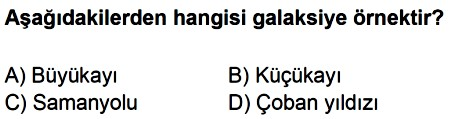 Aşağıdakilerden hangisi galaksiye örnektir?
A) Büyükayı B) Küçükayı
C) Samanyolu D) Çoban yıldızı